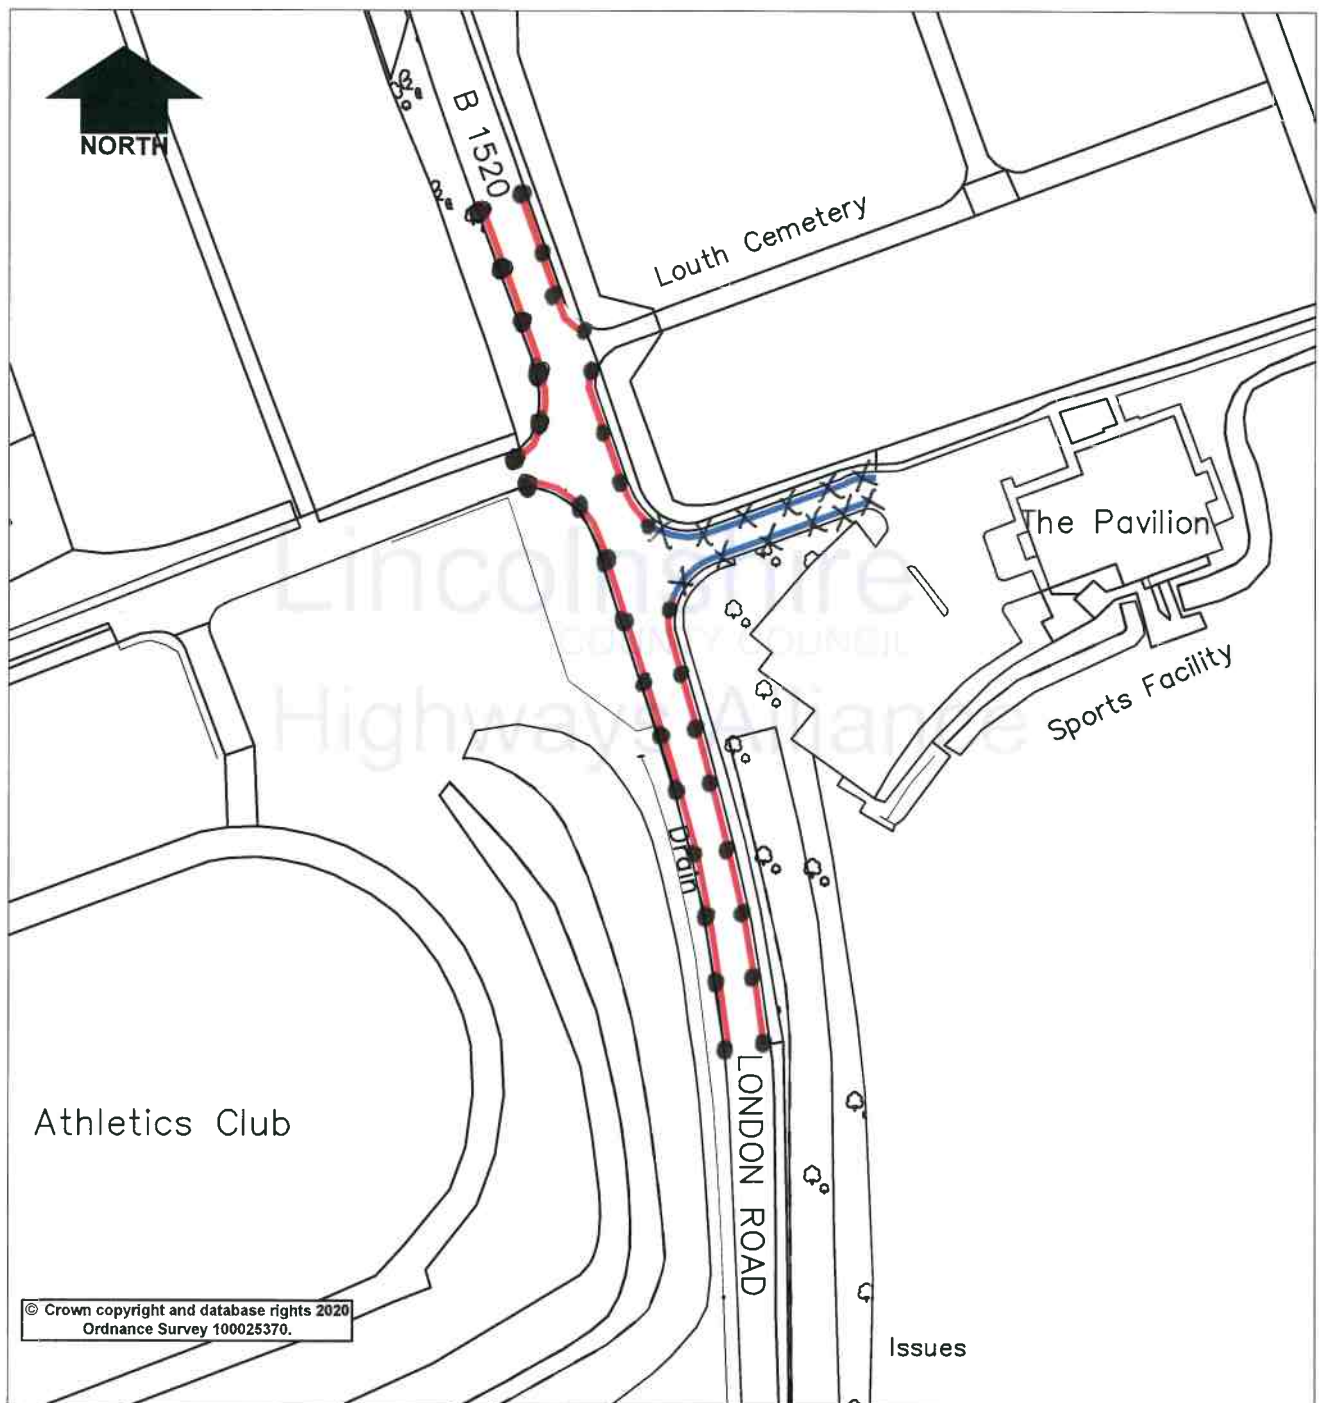 NORTH
B 1520
Louth Cemetery
The Pavilion
Lincolnshire
COUNTY COUNCIL
Highways Alliance
Sports Facility
Drain
Athletics Club
LONDON ROAD
© Crown copyright and database rights 2020
Ordnance Survey 100025370.
Issues